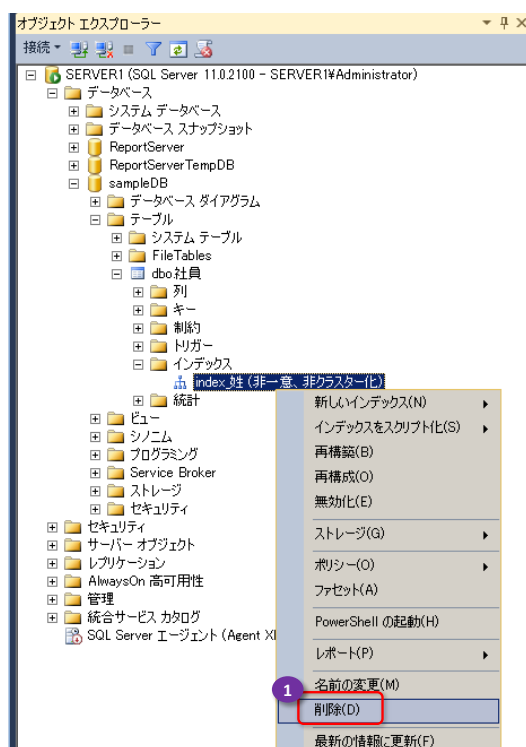 オブジェクト エクスプローラー
接続
SERVER1 (SQL Server 11.0.2100 - SERVER1¥Administrator)
データベース
システム データベース
データベース スナップショット
ReportServer
ReportServerTempDB
sampleDB
データベース ダイアグラム
テーブル
システム テーブル
FileTables
dbo.社員
列
キー
制約
トリガー
インデックス
index_姓 (非一意、非クラスター化)
統計
ビュー
シノニム
プログラミング
Service Broker
ストレージ
セキュリティ
セキュリティ
サーバー オブジェクト
レプリケーション
AlwaysOn 高可用性
管理
統合サービス カタログ
SQL Server エージェント (Agent XP
新しいインデックス(N)
インデックスをスクリプト化(S)
再構築(B)
再構成(O)
無効化(E)
ストレージ(G)
ポリシー(O)
ファセット(A)
PowerShell の起動(H)
レポート(P)
名前の変更(M)
1
削除(D)
最新の情報に更新(F)